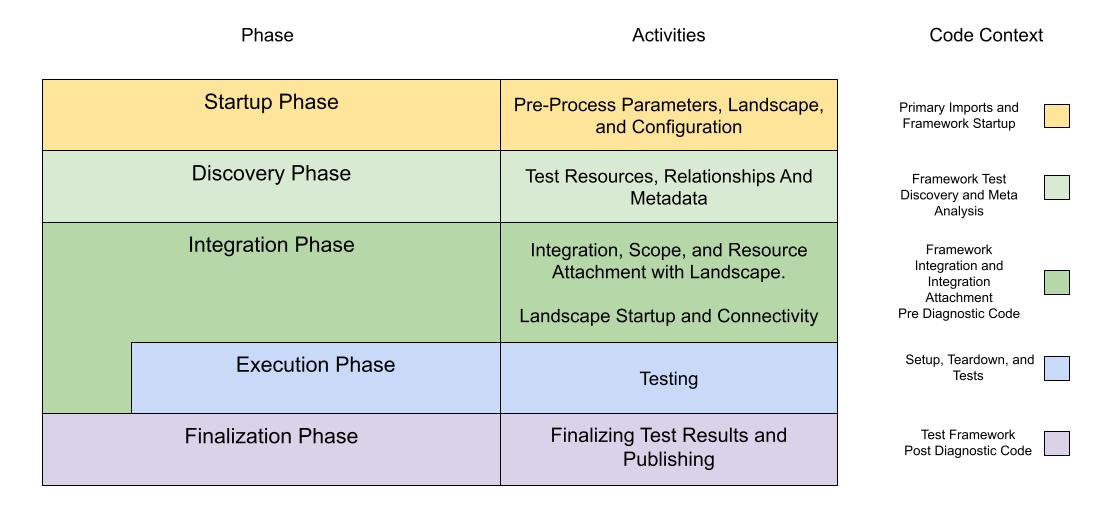 Phase
Activities
Code Context
Startup Phase
Pre-Process Parameters, Landscape,
and Configuration
Primary Imports and
Framework Startup
Discovery Phase
Test Resources, Relationships And
Metadata
Framework Test
Discovery and Meta
Analysis
Integration Phase
Integration, Scope, and Resource
Attachment with Landscape.
Landscape Startup and Connectivity
Framework
Integration and
Integration
Attachment
Pre Diagnostic Code
Execution Phase
Testing
Setup, Teardown, and
Tests
Finalization Phase
Finalizing Test Results and
Publishing
Test Framework
Post Diagnostic Code